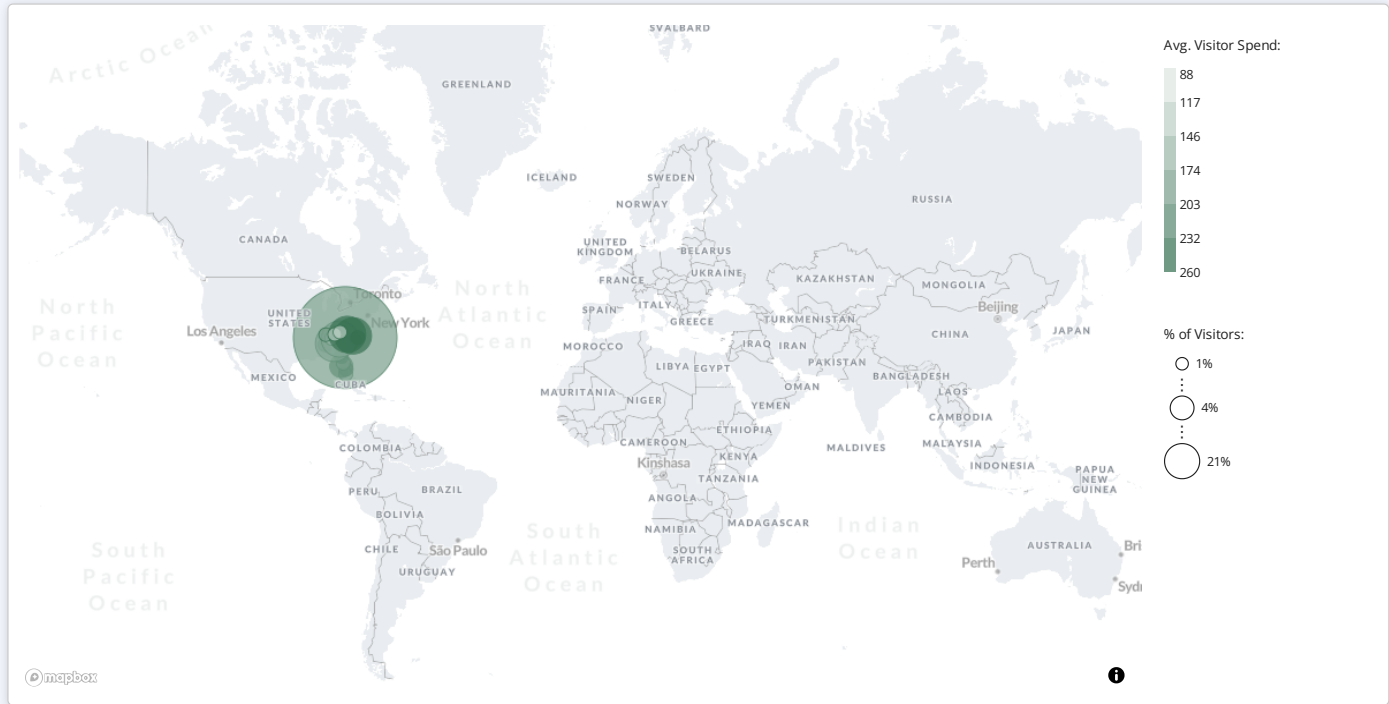 Avg. Visitor Spend:
88
117
146
174
203
232
260
% of Visitors:
1%
4%
21%
Arctic Ocean
SVALBARD
GREENLAND
ICELAND
SWEDEN
NORWAY
RUSSIA
CANADA
UNITED
KINGDOM
BELARUS
UKRAINE
FRANCE
KAZAKHSTAN
MONGOLIA
North
Pacific
Ocean
Toronto
North
Atlantic
Ocean
UNITED
STATES
New York
Los Angeles
SPAIN
ITALY
GREECE
TURKMENISTAN
Beijing
CHINA
JAPAN
MOROCCO
IRAQ
IRAN
PAKISTAN
LIBYA
EGYPT
BANGLADESH
MEXICO
CUBA
MAURITANIA
NIGER
OMAN
YEMEN
LAOS
CAMBODIA
COLOMBIA
CAMEROON
ETHIOPIA
KENYA
MALDIVES
MALAYSIA
Kinshasa
INDONESIA
PAPUA
NEW
GUINEA
PERU
BRAZIL
TANZANIA
ANGOLA
BOLIVIA
NAMIBIA
MADAGASCAR
South
Atlantic
Ocean
Indian
Ocean
South
Pacific
Ocean
CHILE
São Paulo
SOUTH
AFRICA
URUGUAY
AUSTRALIA
Bri
Perth
Syd
mapbox